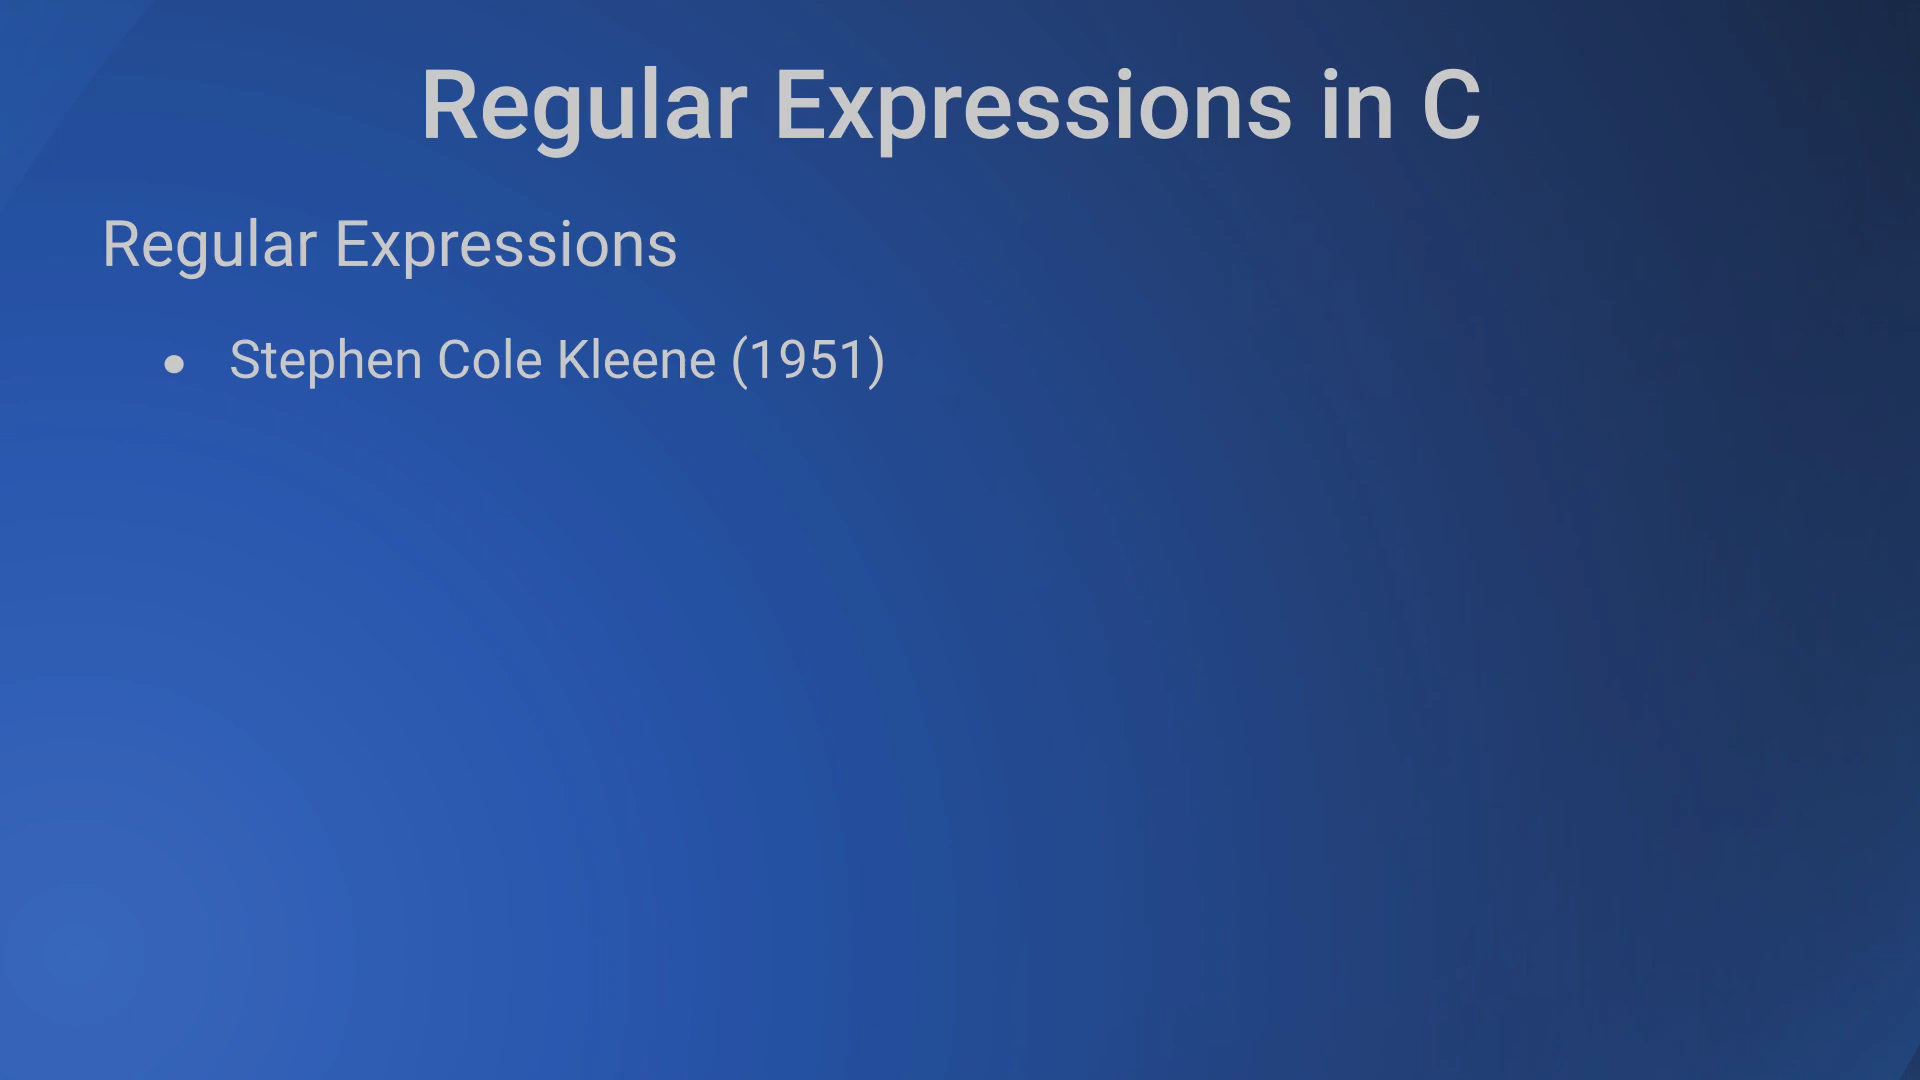 Regular Expressions in C
Regular Expressions
● Stephen Cole Kleene (1951)